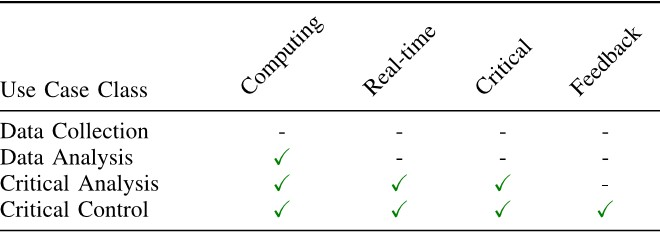 Use Case Class Computing Real-time Critical Feedback
Data Collection - - - -
Data Analysis ✓ - - -
Critical Analysis ✓ ✓ ✓ -
Critical Control ✓ ✓ ✓ ✓